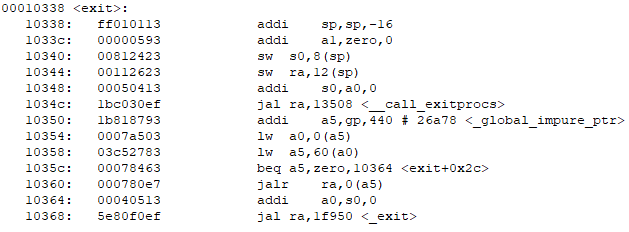 00010338 <exit>:
10338: ff010113 addi sp,sp,-16
1033c: 00000593 addi a1,zero,0
10340: 00812423 sw s0,8(sp)
10344: 00112623 sw ra,12(sp)
10348: 00050413 addi s0,a0,0
1034c: 1bc030ef jal ra,13508 <__call_exitprocs>
10350: 1b818793 addi a5,gp,440 # 26a78 <_global_impure_ptr>
10354: 0007a503 lw a0,0(a5)
10358: 03c52783 lw a5,60(a0)
1035c: 00078463 beq a5,zero,10364 <exit+0x2c>
10360: 000780e7 jalr ra,0(a5)
10364: 00040513 addi a0,s0,0
10368: 5e80f0ef jal ra,1f950 <_exit>